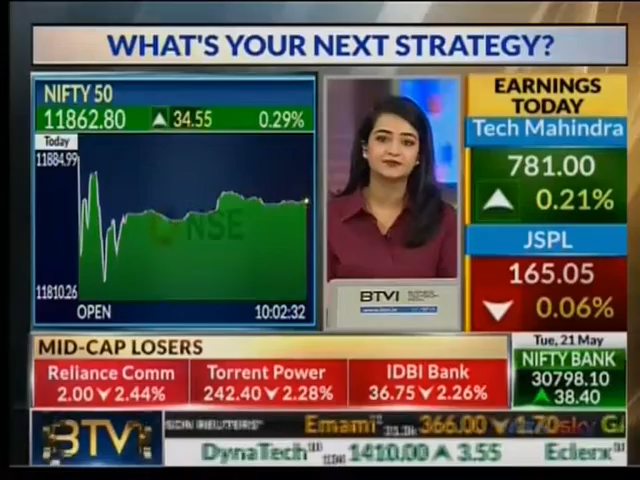 WHAT'S YOUR NEXT STRATEGY?
NIFTY 50
11862.80 ▲ 34.55 0.29%
Today
11884.99
NSE
11810.26
OPEN 10:02:32
BTVI
EARNINGS
TODAY
Tech Mahindra
781.00
▲ 0.21%
JSPL
165.05
▼ 0.06%
MID-CAP LOSERS
Reliance Comm
2.00 ▼ 2.44%
Torrent Power
242.40 ▼ 2.28%
IDBI Bank
36.75 ▼ 2.26%
Tue, 21 May
NIFTY BANK
30798.10
▲ 38.40
BTVI
Emami 366.00 ▼ 1.70
DynaTech 1410.00 ▲ 3.55 Eclerx